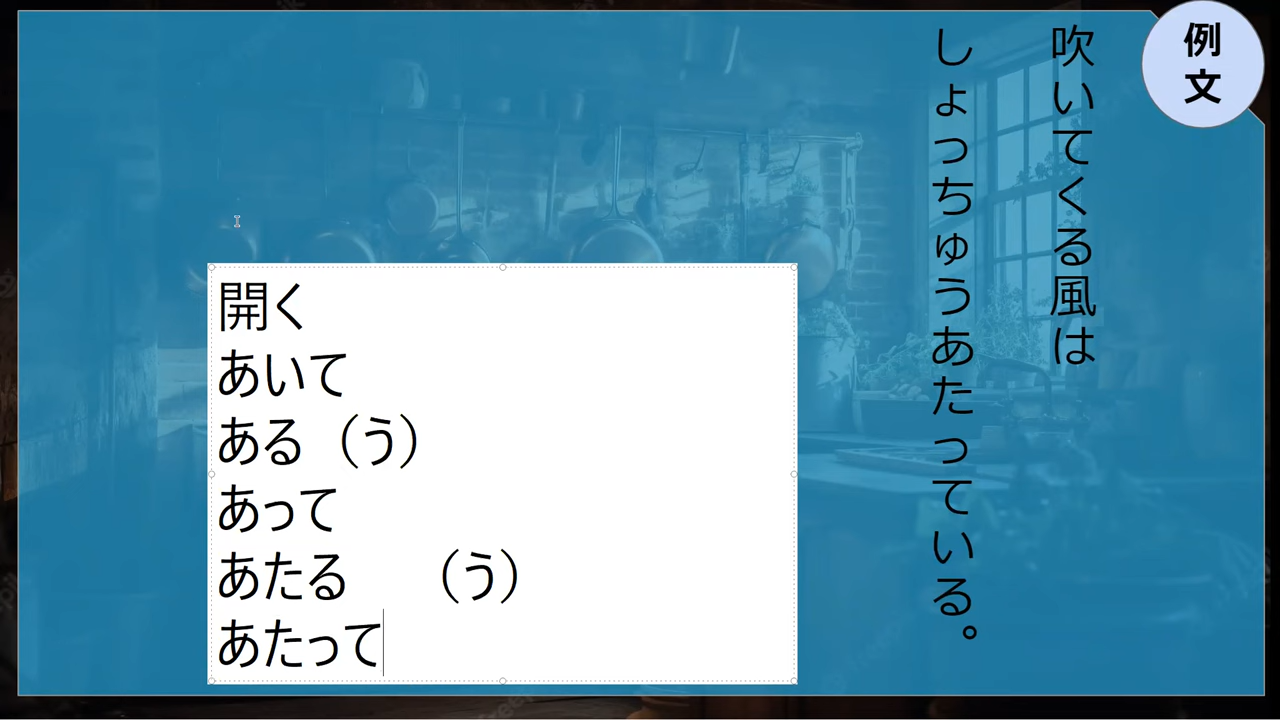 例文
吹いてくる風は
しょっちゅうあたっている。
開く
あいて
ある（う）
あって
あたる　　（う）
あたって